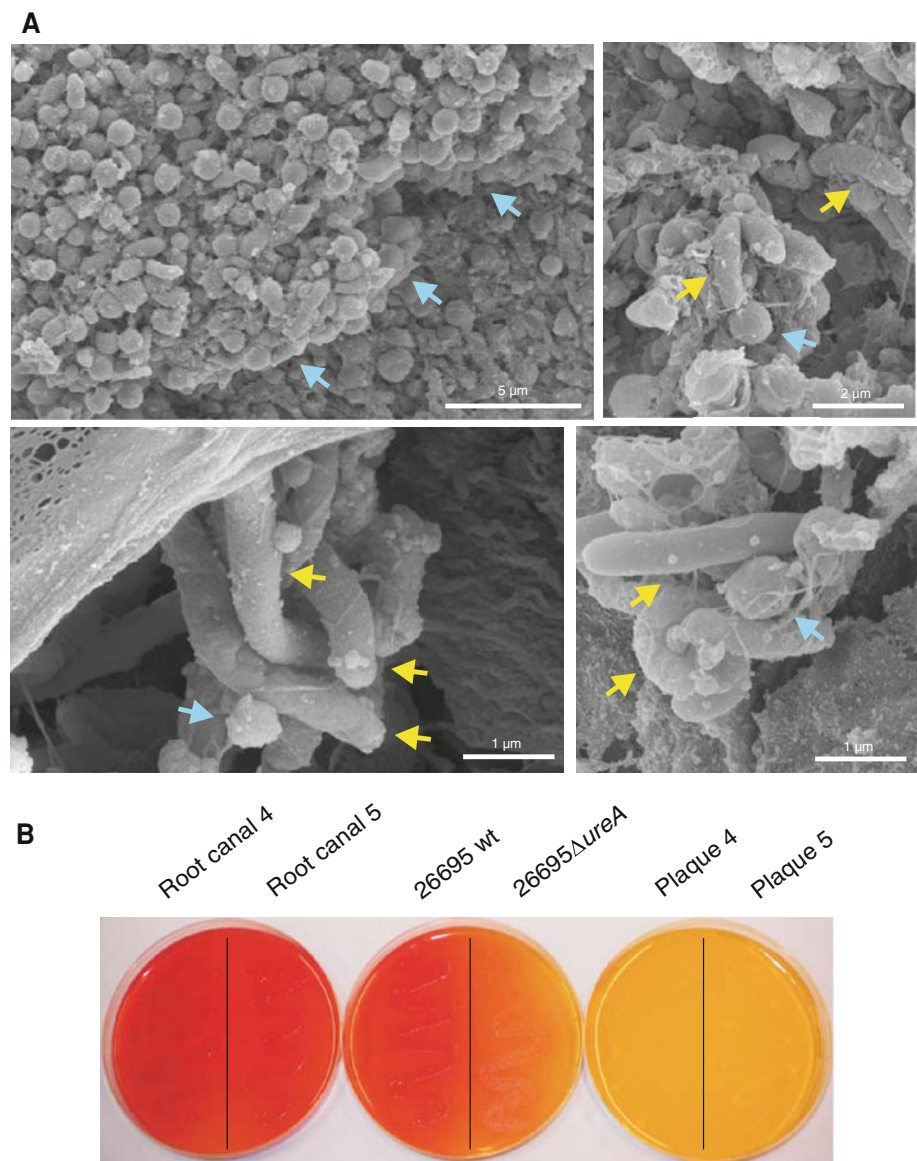 A
5 µm
2 µm
1 µm
1 µm
B
Root canal 4
Root canal 5
26695 wt
26695ΔureA
Plaque 4
Plaque 5